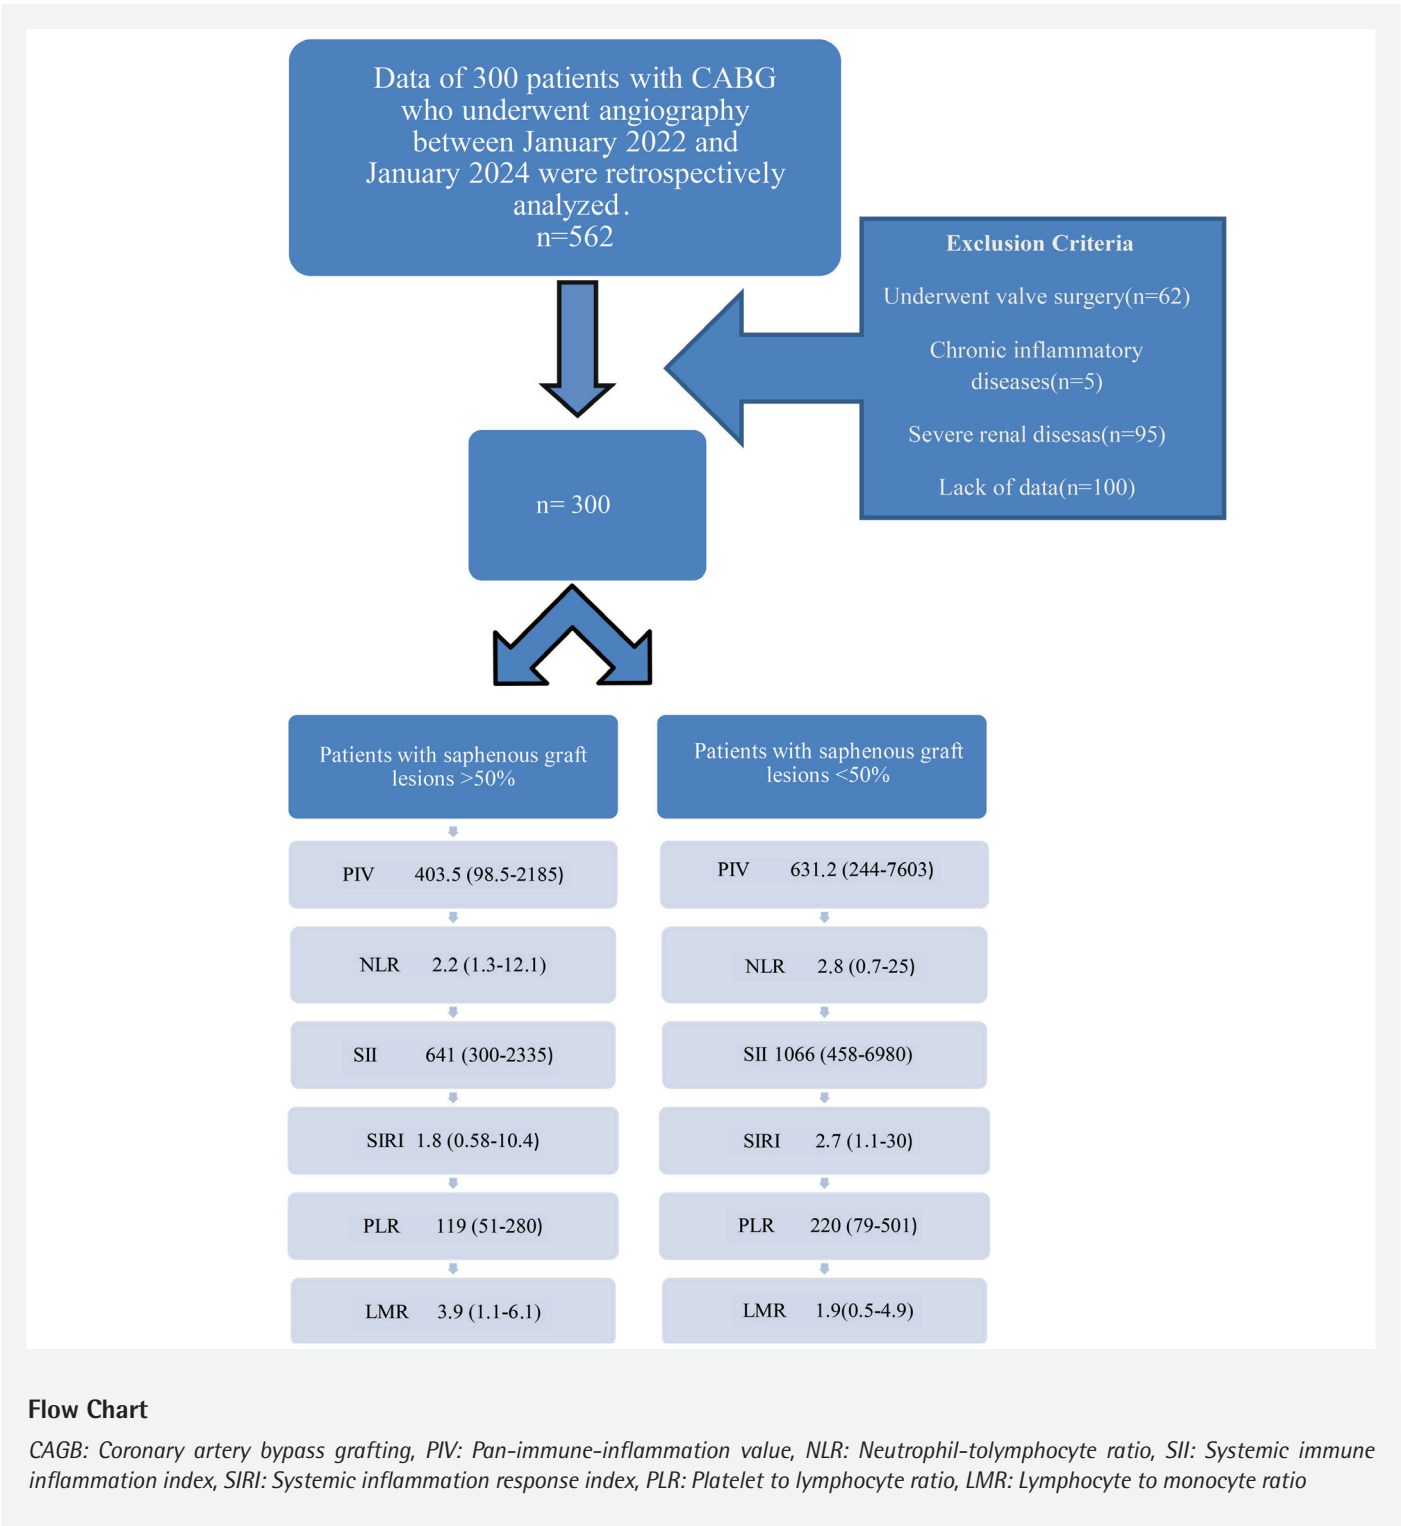 Data of 300 patients with CABG
who underwent angiography
between January 2022 and
January 2024 were retrospectively
analyzed.
n=562
Exclusion Criteria
Underwent valve surgery(n=62)
Chronic inflammatory
diseases(n=5)
Severe renal disesas(n=95)
Lack of data(n=100)
n= 300
Patients with saphenous graft
lesions >50%
PIV 403.5 (98.5-2185)
NLR 2.2 (1.3-12.1)
SII 641 (300-2335)
SIRI 1.8 (0.58-10.4)
PLR 119 (51-280)
LMR 3.9 (1.1-6.1)
Patients with saphenous graft
lesions <50%
PIV 631.2 (244-7603)
NLR 2.8 (0.7-25)
SII 1066 (458-6980)
SIRI 2.7 (1.1-30)
PLR 220 (79-501)
LMR 1.9(0.5-4.9)
Flow Chart
CAGB: Coronary artery bypass grafting, PIV: Pan-immune-inflammation value, NLR: Neutrophil-tolymphocyte ratio, SII: Systemic immune
inflammation index, SIRI: Systemic inflammation response index, PLR: Platelet to lymphocyte ratio, LMR: Lymphocyte to monocyte ratio